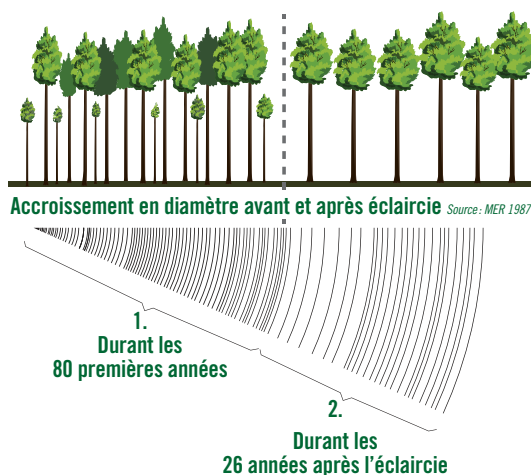 Accroissement en diamètre avant et après éclaircie Source : MER 1987
1.
Durant les
80 premières années
2.
Durant les
26 années après l'éclaircie